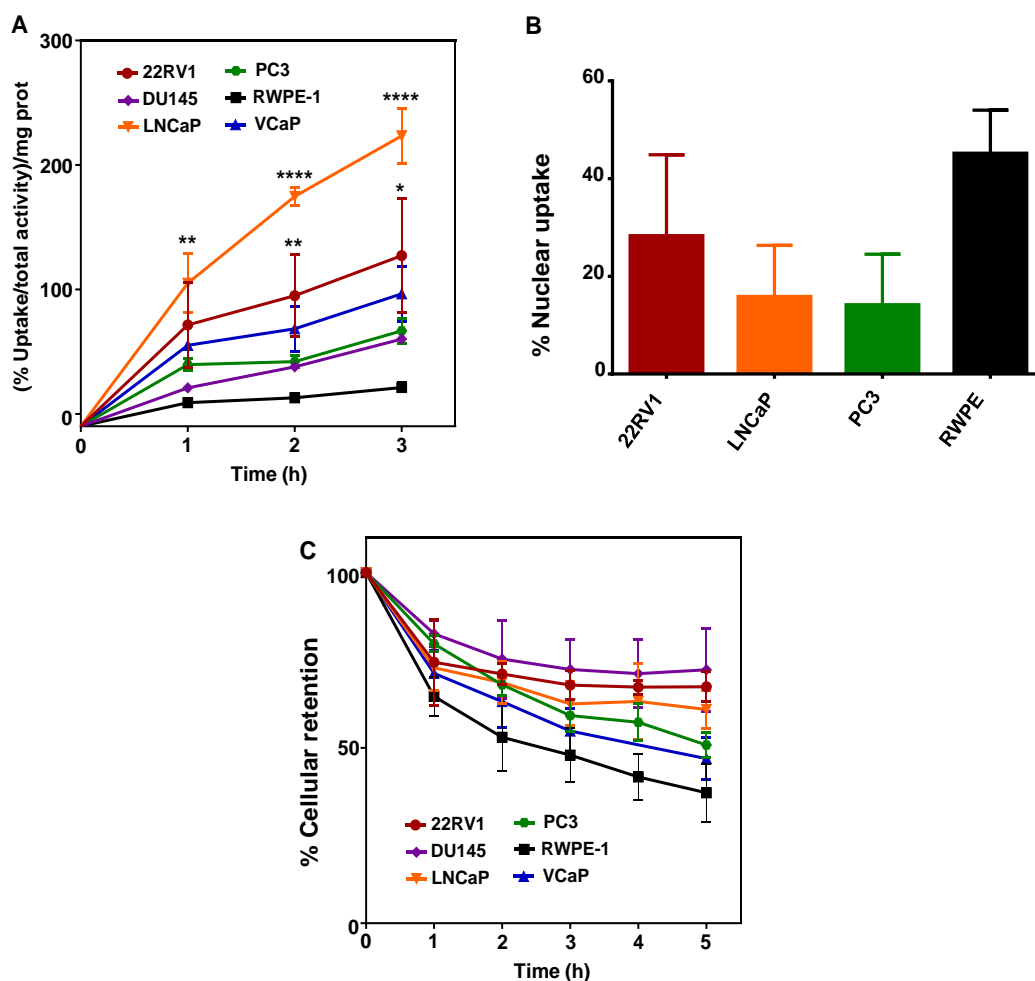 A
(% Uptake/total activity)/mg prot
300
200
100
0
22RV1
DU145
LNCaP
PC3
RWPE-1
VCaP
**
****
**
****
*
0
1
2
3
Time (h)
B
% Nuclear uptake
60
40
20
0
22RV1
LNCaP
PC3
RWPE
C
% Cellular retention
100
50
0
22RV1
DU145
LNCaP
PC3
RWPE-1
VCaP
0
1
2
3
4
5
Time (h)